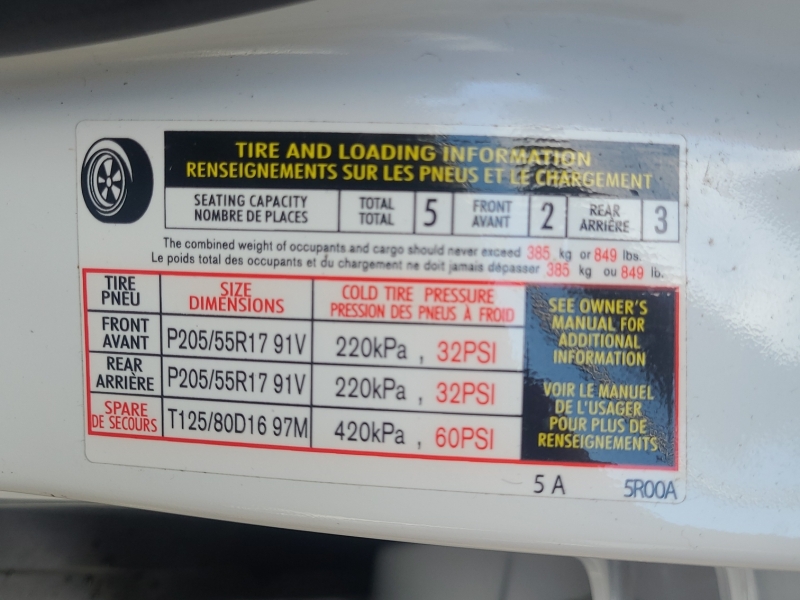 TIRE AND LOADING INFORMATION
RENSEIGNEMENTS SUR LES PNEUS ET LE CHARGEMENT
SEATING CAPACITY
NOMBRE DE PLACES
TOTAL
TOTAL
5
FRONT
AVANT
2
REAR
ARRIÈRE
3
The combined weight of occupants and cargo should never exceed 385 kg or 849 lbs.
Le poids total des occupants et du chargement ne doit jamais dépasser 385 kg ou 849 lb.
TIRE
PNEU
SIZE
DIMENSIONS
COLD TIRE PRESSURE
PRESSION DES PNEUS À FROID
FRONT
AVANT
P205/55R17 91V
220kPa , 32PSI
REAR
ARRIÈRE
P205/55R17 91V
220kPa , 32PSI
SPARE
DE SECOURS
T125/80D16 97M
420kPa , 60PSI
SEE OWNER'S
MANUAL FOR
ADDITIONAL
INFORMATION
VOIR LE MANUEL
DE L'USAGER
POUR PLUS DE
RENSEIGNEMENTS
5 A
5R00A